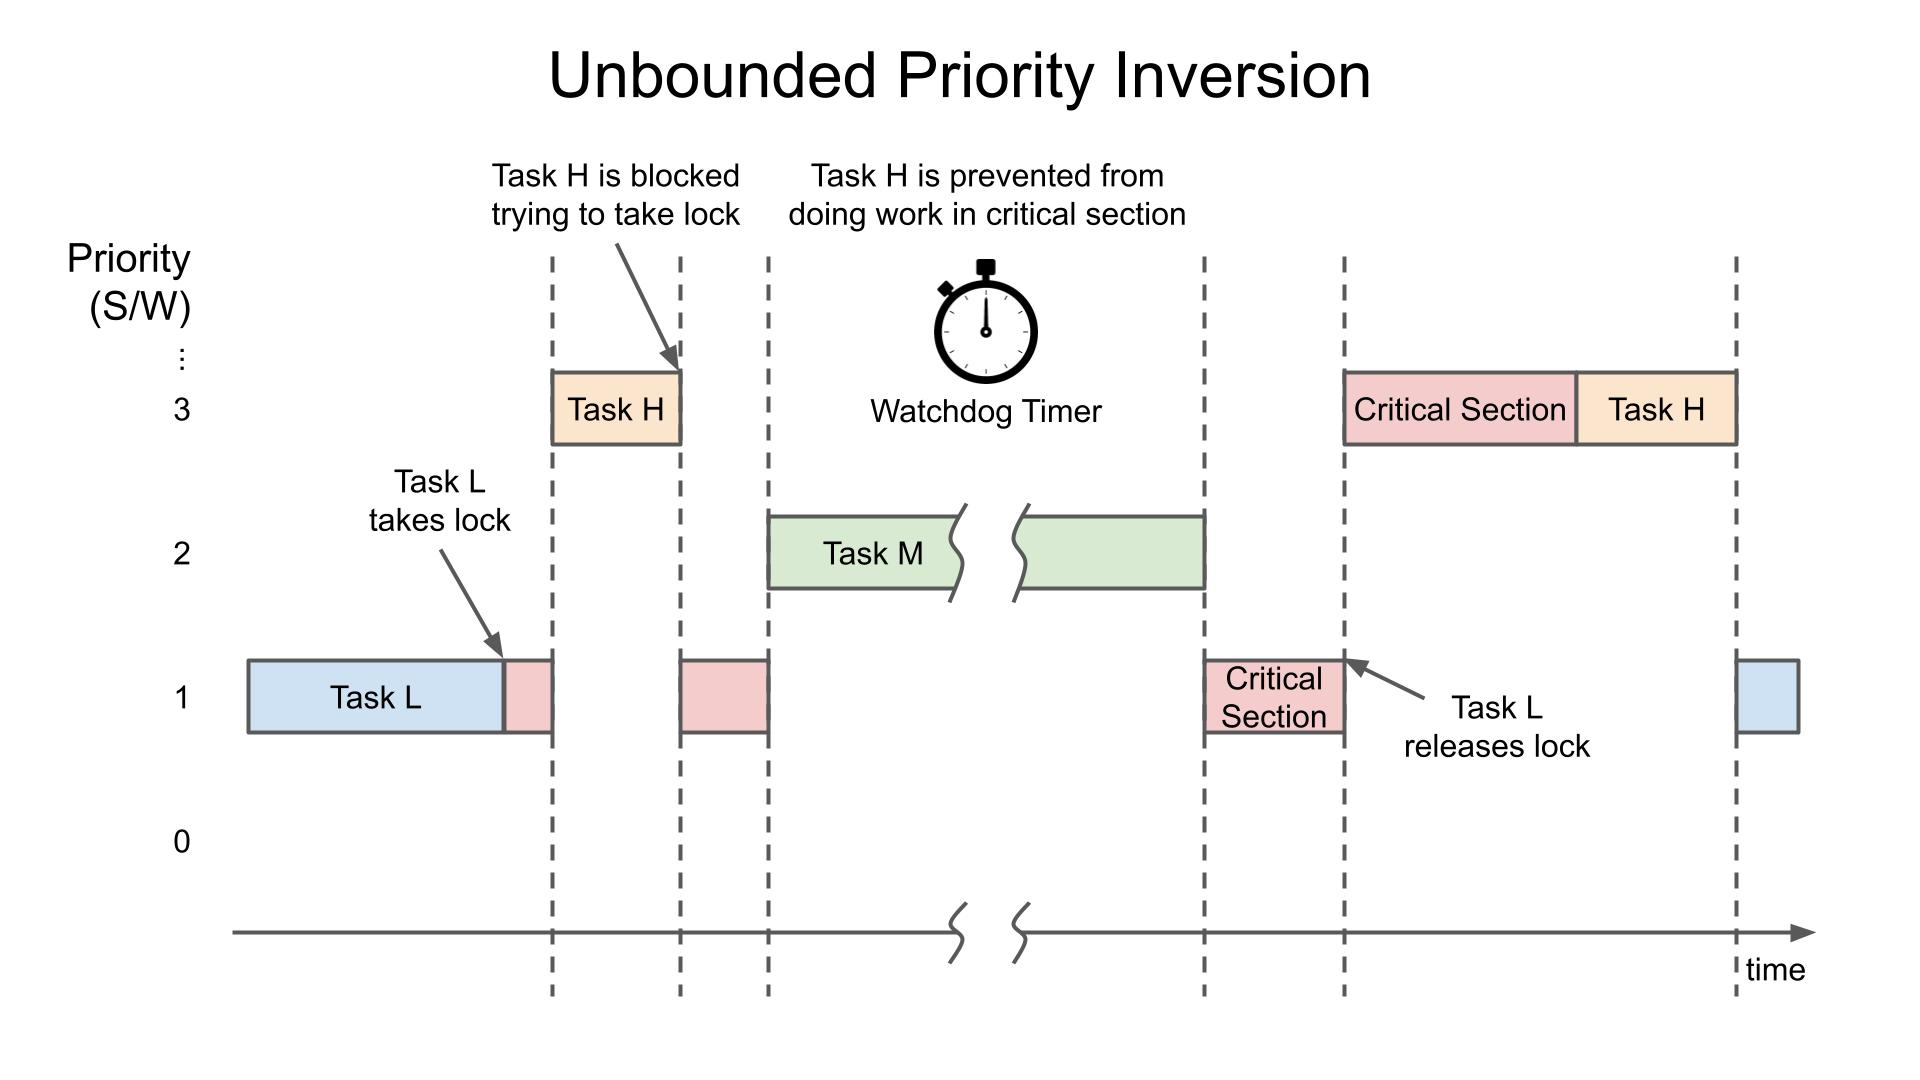 Unbounded Priority Inversion
Task H is blocked
trying to take lock
Task H is prevented from
doing work in critical section
Priority
(S/W)
⋮
3
Task H
Watchdog Timer
Critical Section
Task H
Task L
takes lock
2
Task M
1
Task L
Critical
Section
Task L
releases lock
0
time